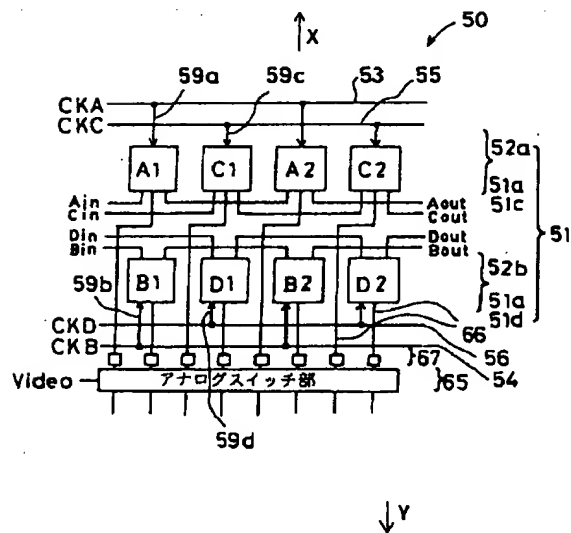 X
50
59a
59c
53
55
CKA
CKC
A1
C1
A2
C2
52a
51a
51c
51
Ain
Cin
Aout
Cout
Din
Bin
Dout
Bout
B1
D1
B2
D2
52b
51a
51d
59b
66
CKD
CKB
56
67
54
Video
アナログスイッチ部
65
59d
Y